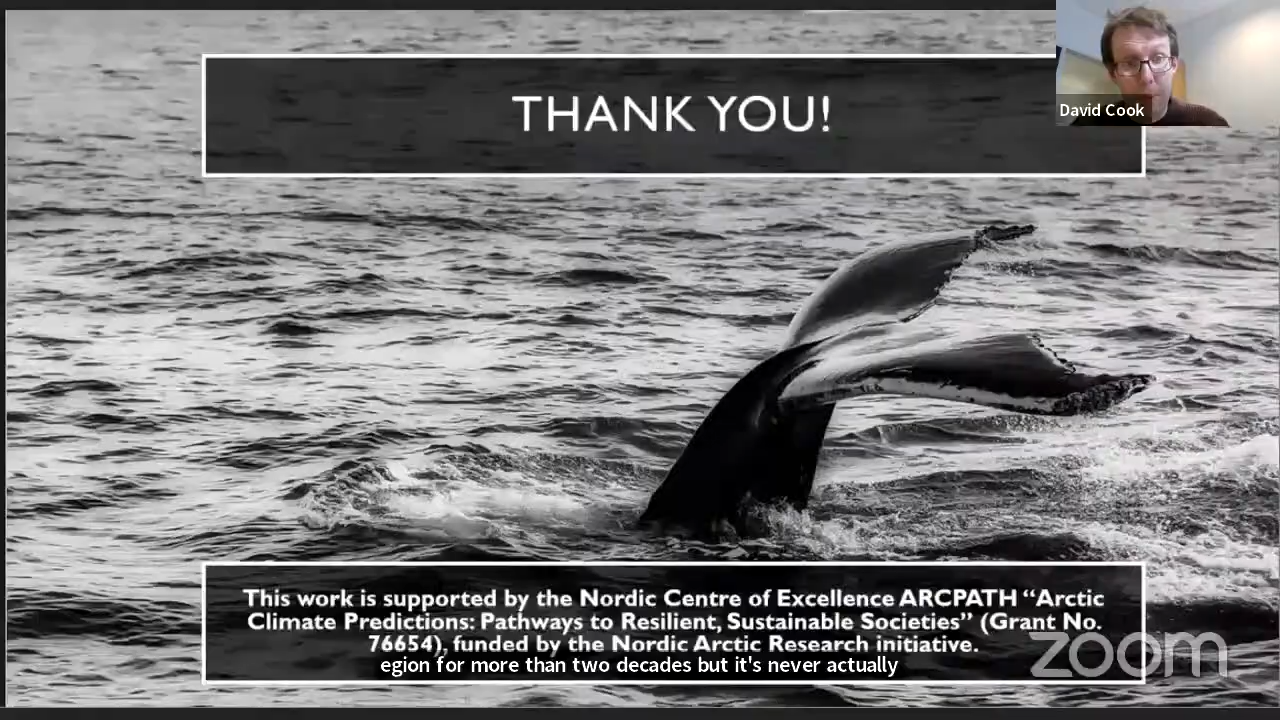 THANK YOU!
David Cook
This work is supported by the Nordic Centre of Excellence ARCPATH “Arctic
Climate Predictions: Pathways to Resilient, Sustainable Societies” (Grant No.
76654), funded by the Nordic Arctic Research initiative.
egion for more than two decades but it's never actually
zoom